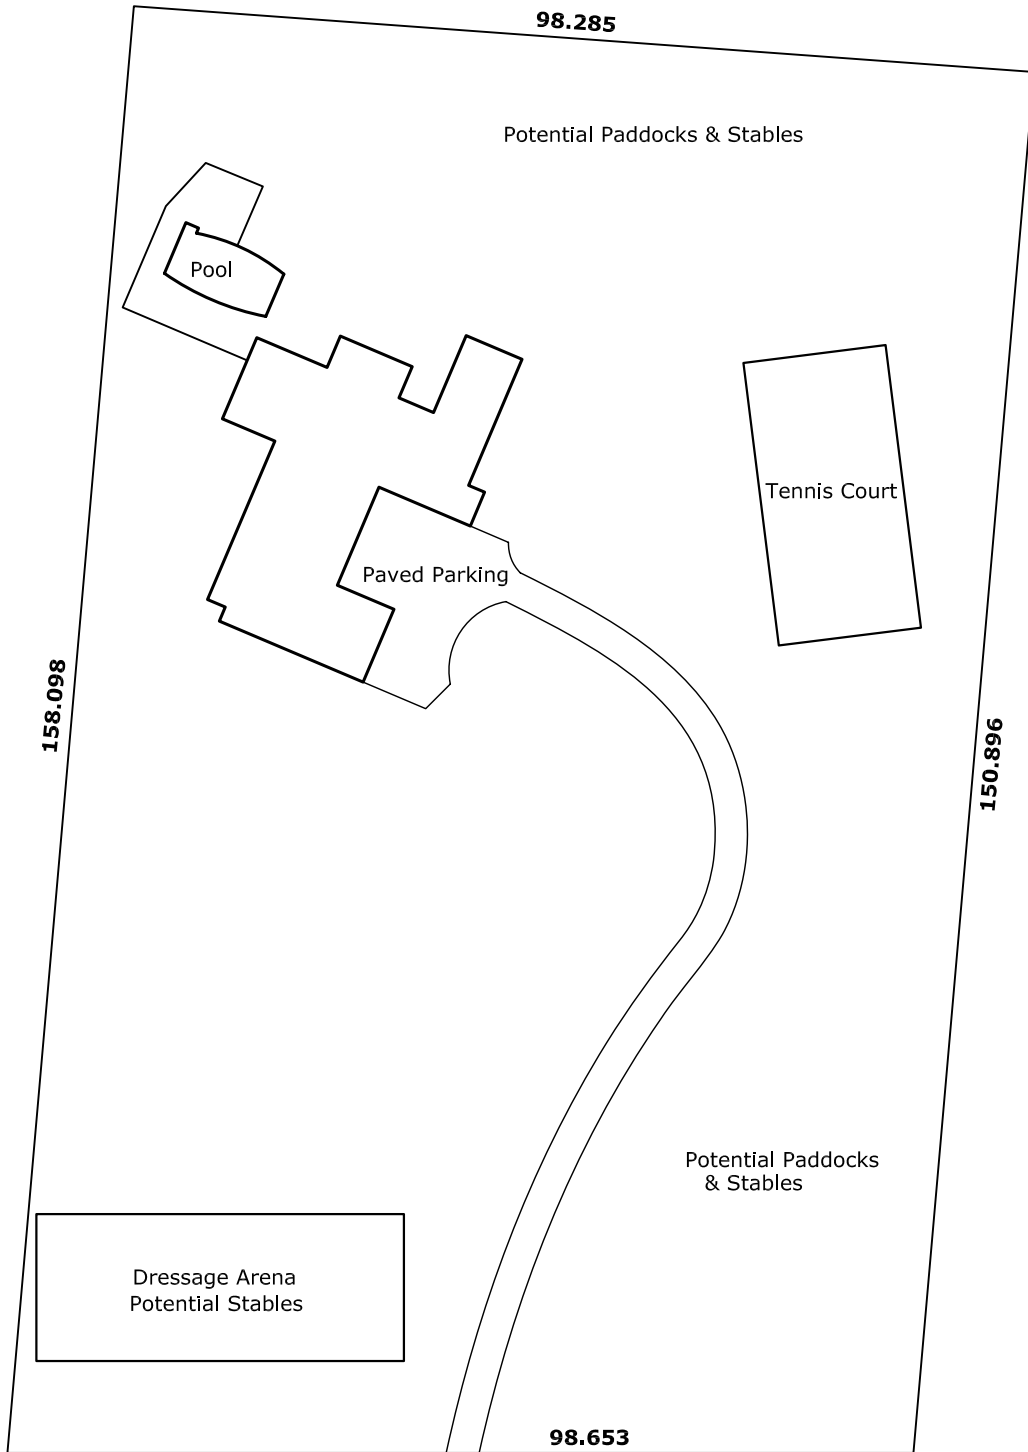 98.285
Potential Paddocks & Stables
Pool
Tennis Court
Paved Parking
158.098
150.896
Potential Paddocks
& Stables
Dressage Arena
Potential Stables
98.653